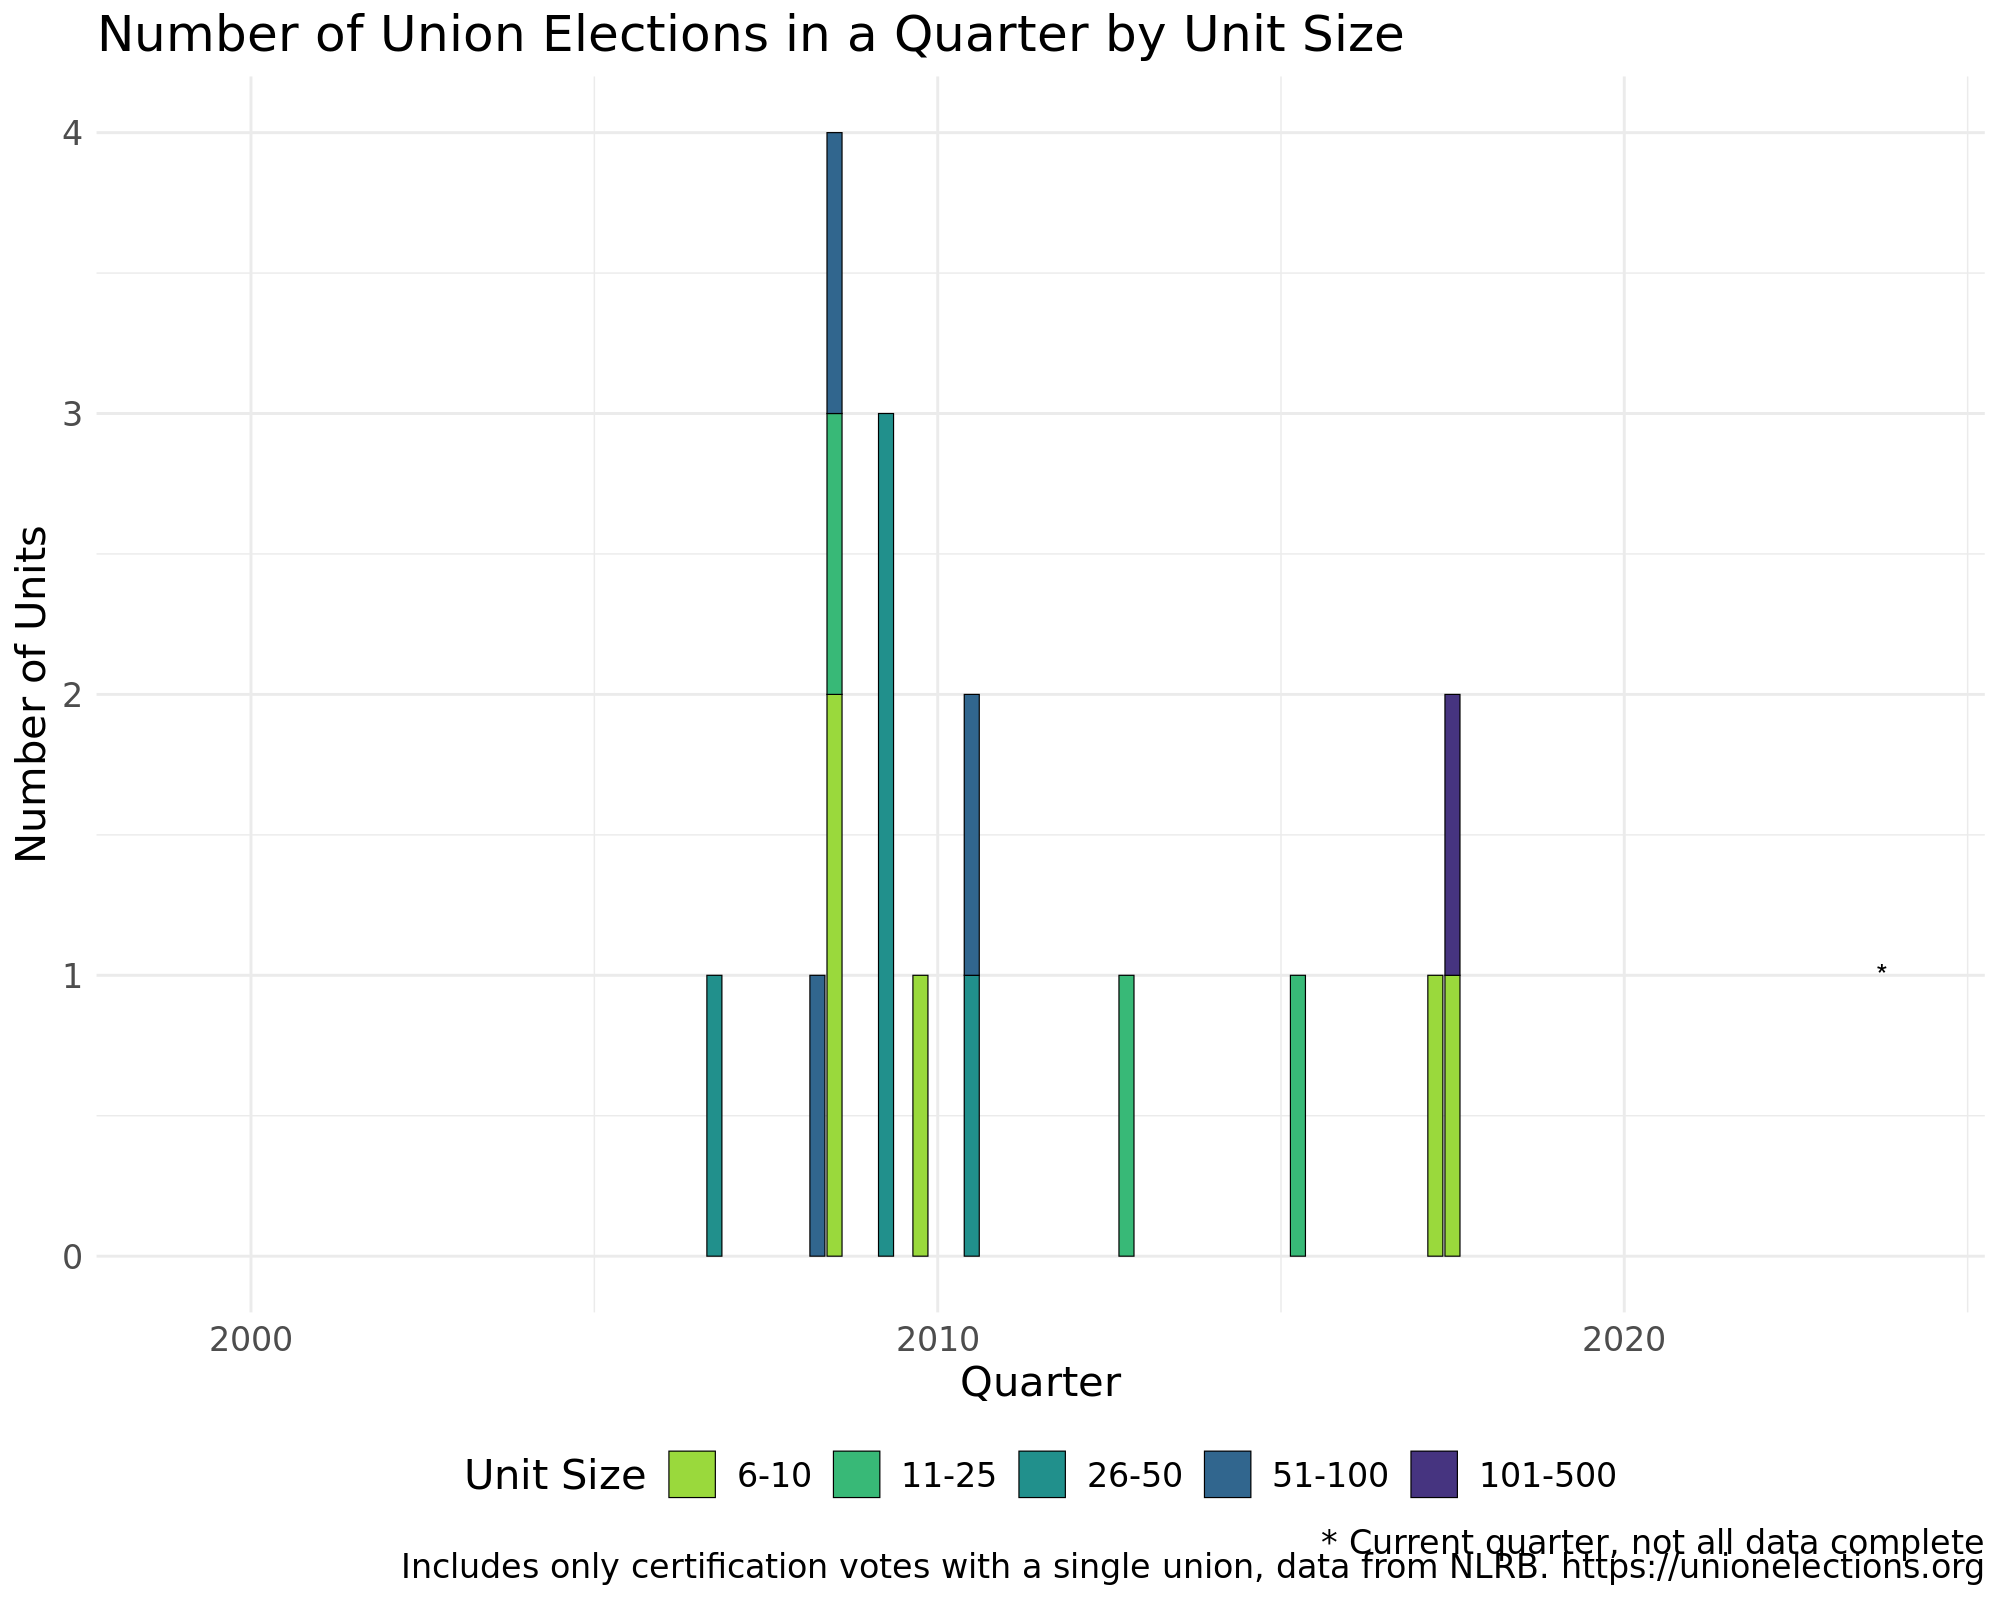 Number of Union Elections in a Quarter by Unit Size
Number of Units
4
3
2
1
0
*
2000 2010 2020
Quarter
Unit Size 6-10 11-25 26-50 51-100 101-500
* Current quarter, not all data complete
Includes only certification votes with a single union, data from NLRB. https://unionelections.org